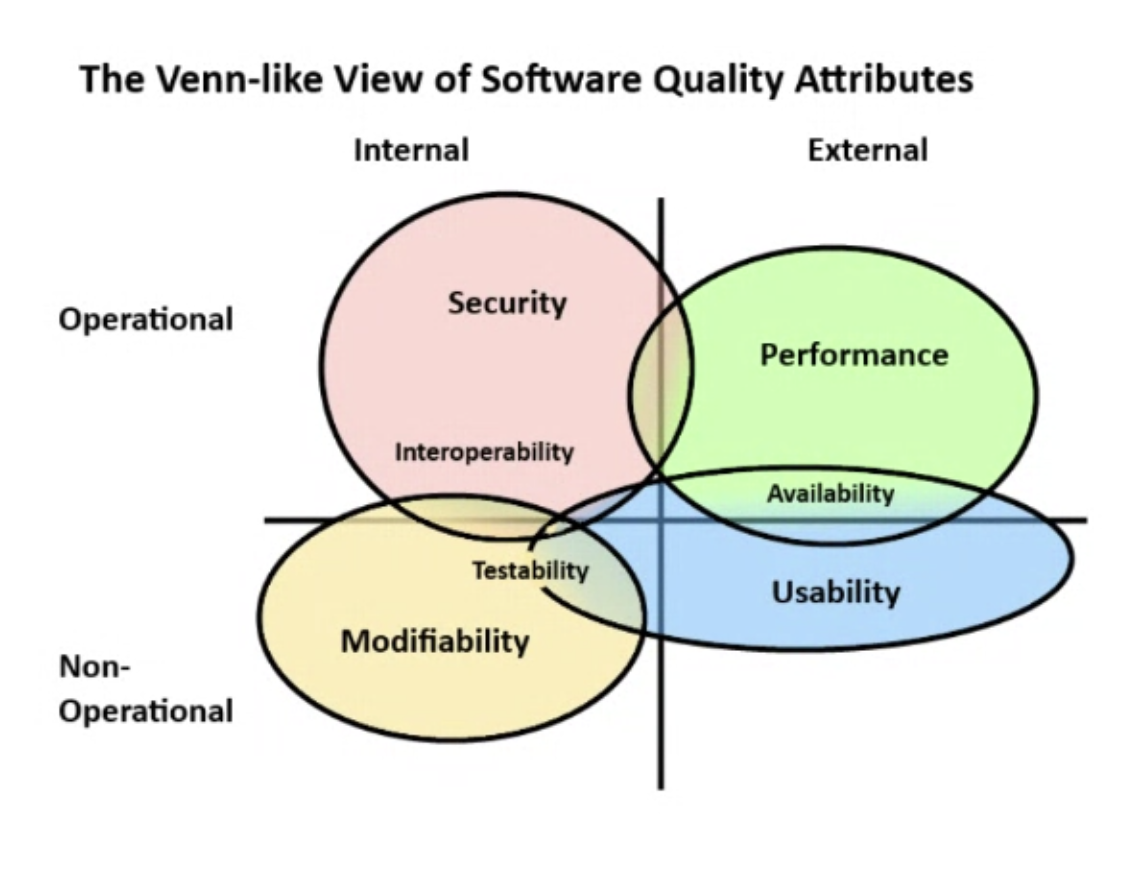 The Venn-like View of Software Quality Attributes
Internal
External
Security
Operational
Performance
Interoperability
Availability
Testability
Usability
Modifiability
Non-
Operational